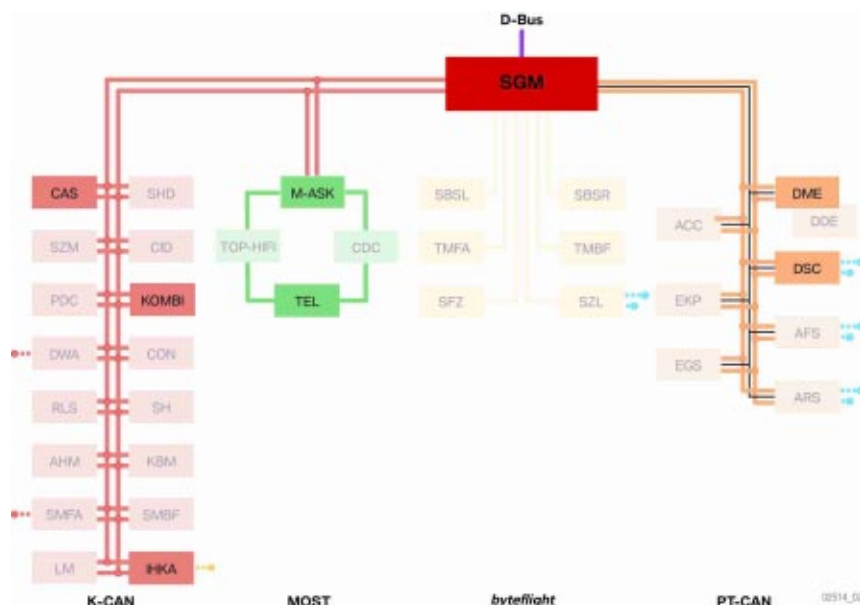 D-Bus
SGM
CAS
SHD
M-ASK
SBSL
SBSR
DME
ACC
DDE
SZM
CID
TOP-HIFI
CDC
TMFA
TMBF
DSC
PDC
KOMBI
TEL
SFZ
SZL
EKP
AFS
DWA
CON
EGS
ARS
RLS
SH
AHM
KBM
SMFA
SMBF
LM
IHKA
K-CAN
MOST
byteflight
PT-CAN